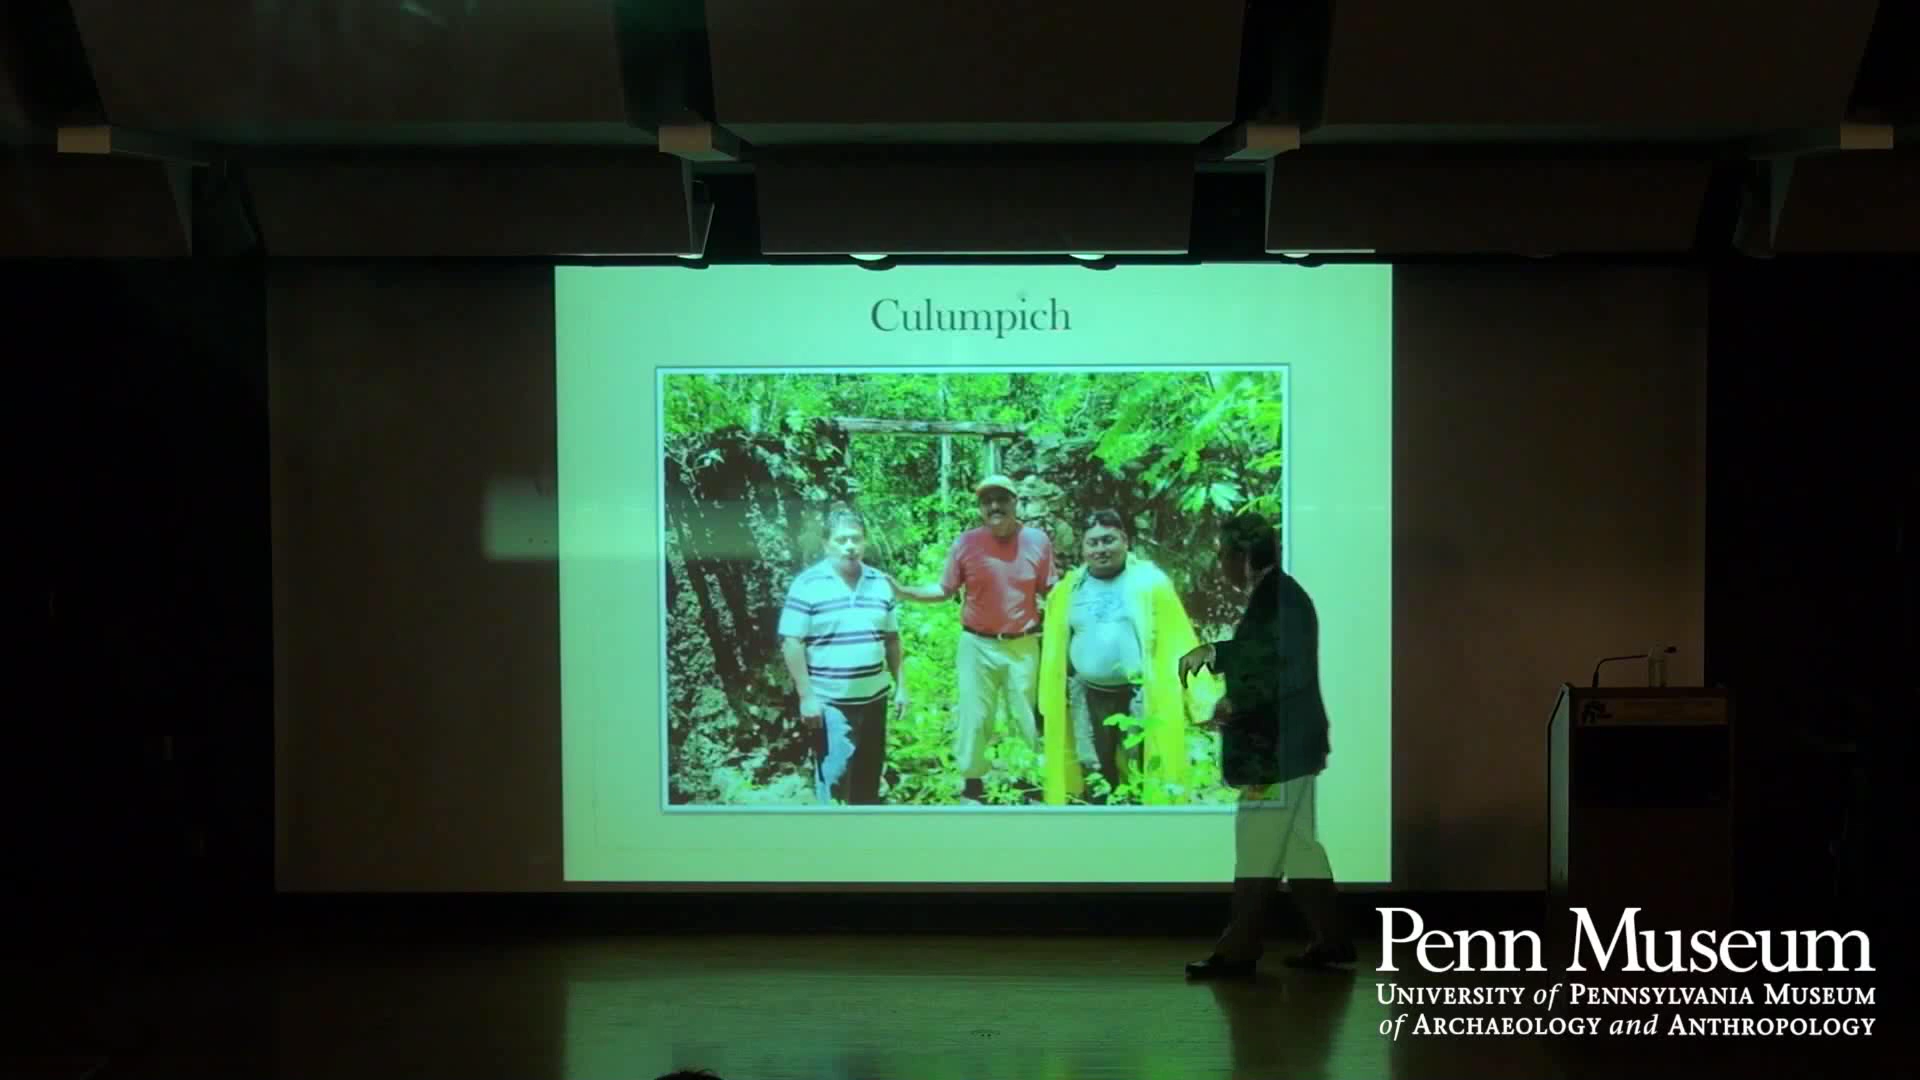 Culumpich
Penn Museum
University of Pennsylvania Museum
of Archaeology and Anthropology